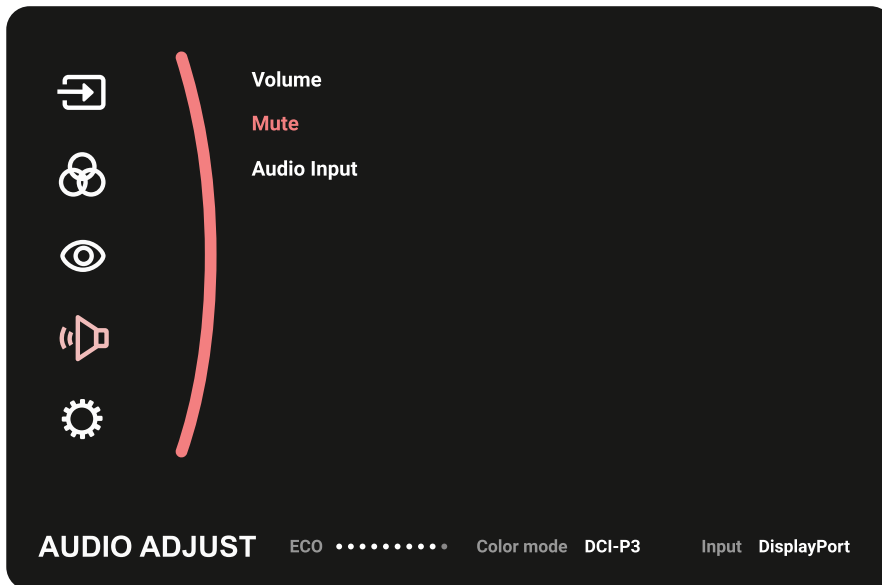 Volume
Mute
Audio Input
AUDIO ADJUST ECO Color mode DCI-P3 Input DisplayPort